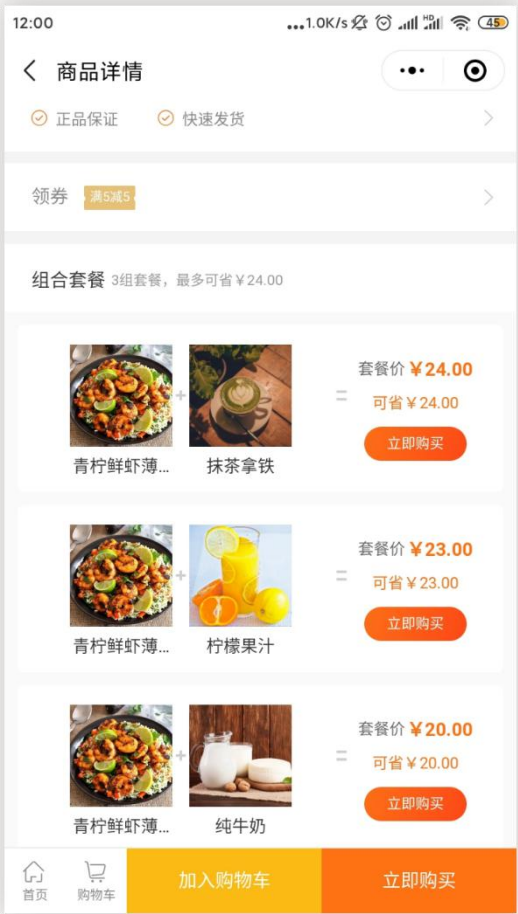 12:00
...1.0K/s HD 45
商品详情
正品保证 快速发货
领券 满5减5
组合套餐 3组套餐，最多可省￥24.00
套餐价 ￥24.00
可省￥24.00
立即购买
青柠鲜虾薄... 抹茶拿铁
套餐价 ￥23.00
可省￥23.00
立即购买
青柠鲜虾薄... 柠檬果汁
套餐价 ￥20.00
可省￥20.00
立即购买
青柠鲜虾薄... 纯牛奶
首页 购物车 加入购物车 立即购买